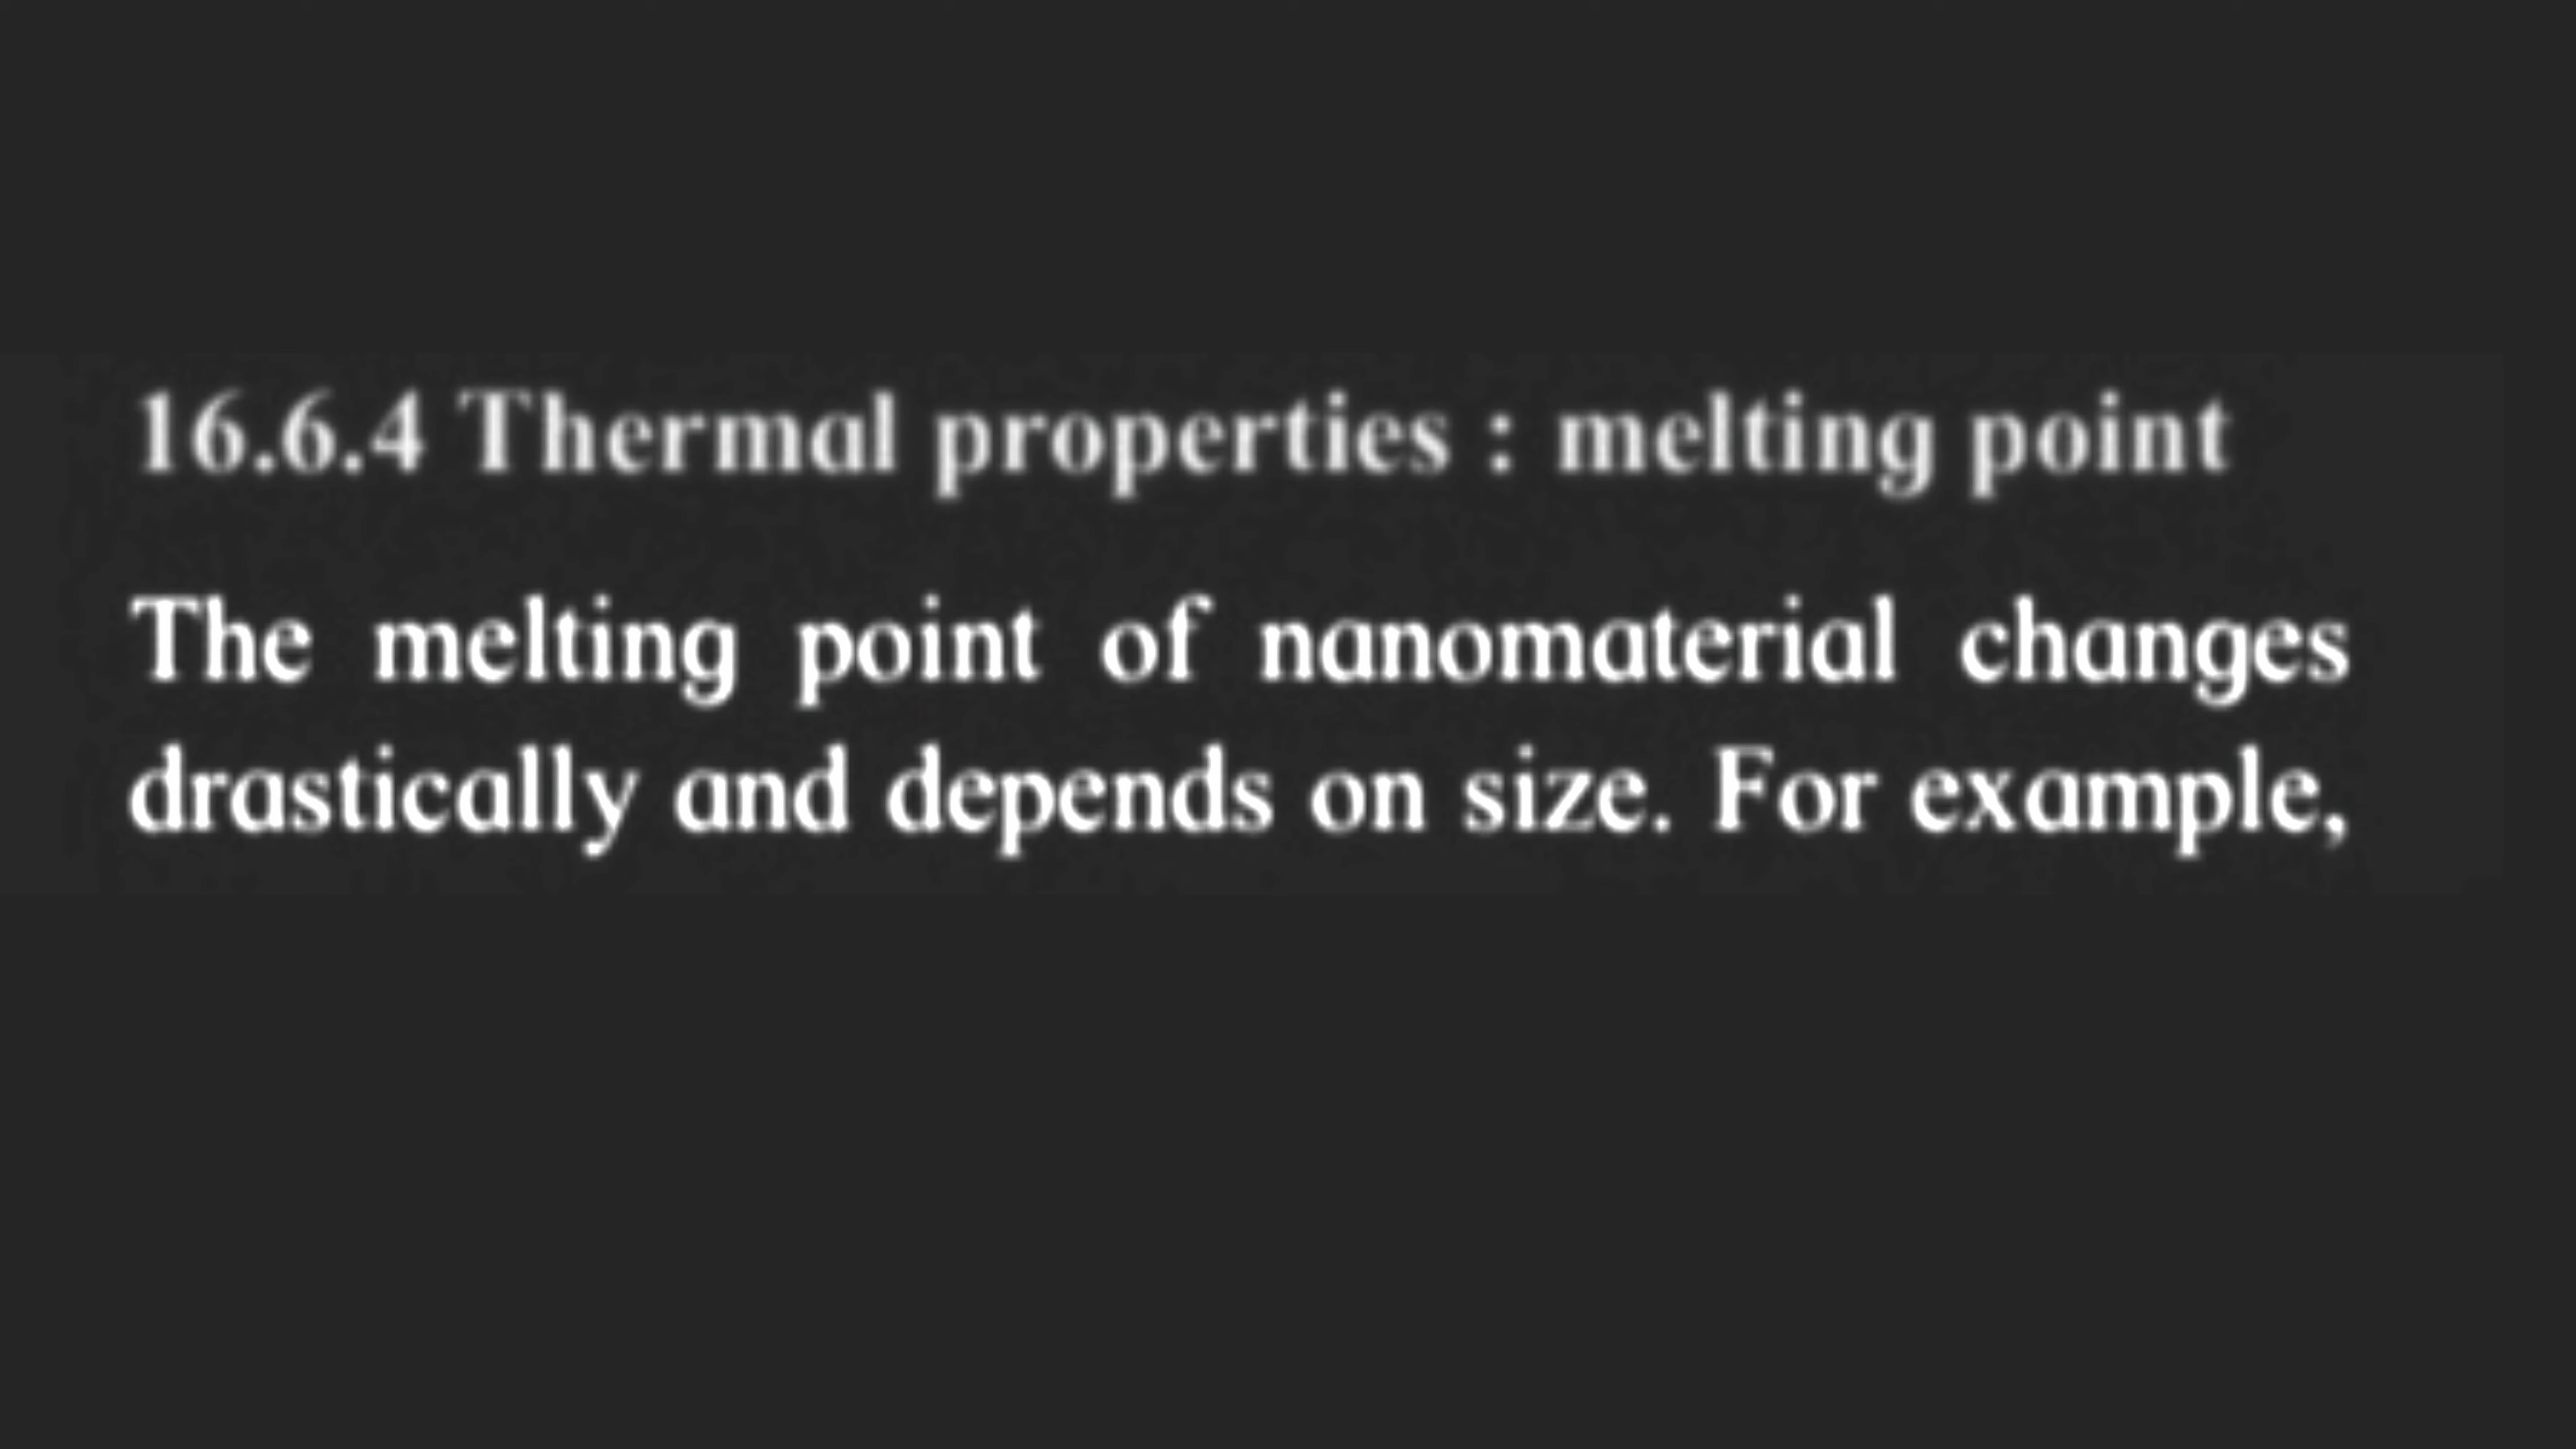 16.6.4 Thermal properties : melting point
The melting point of nanomaterial changes
drastically and depends on size. For example,